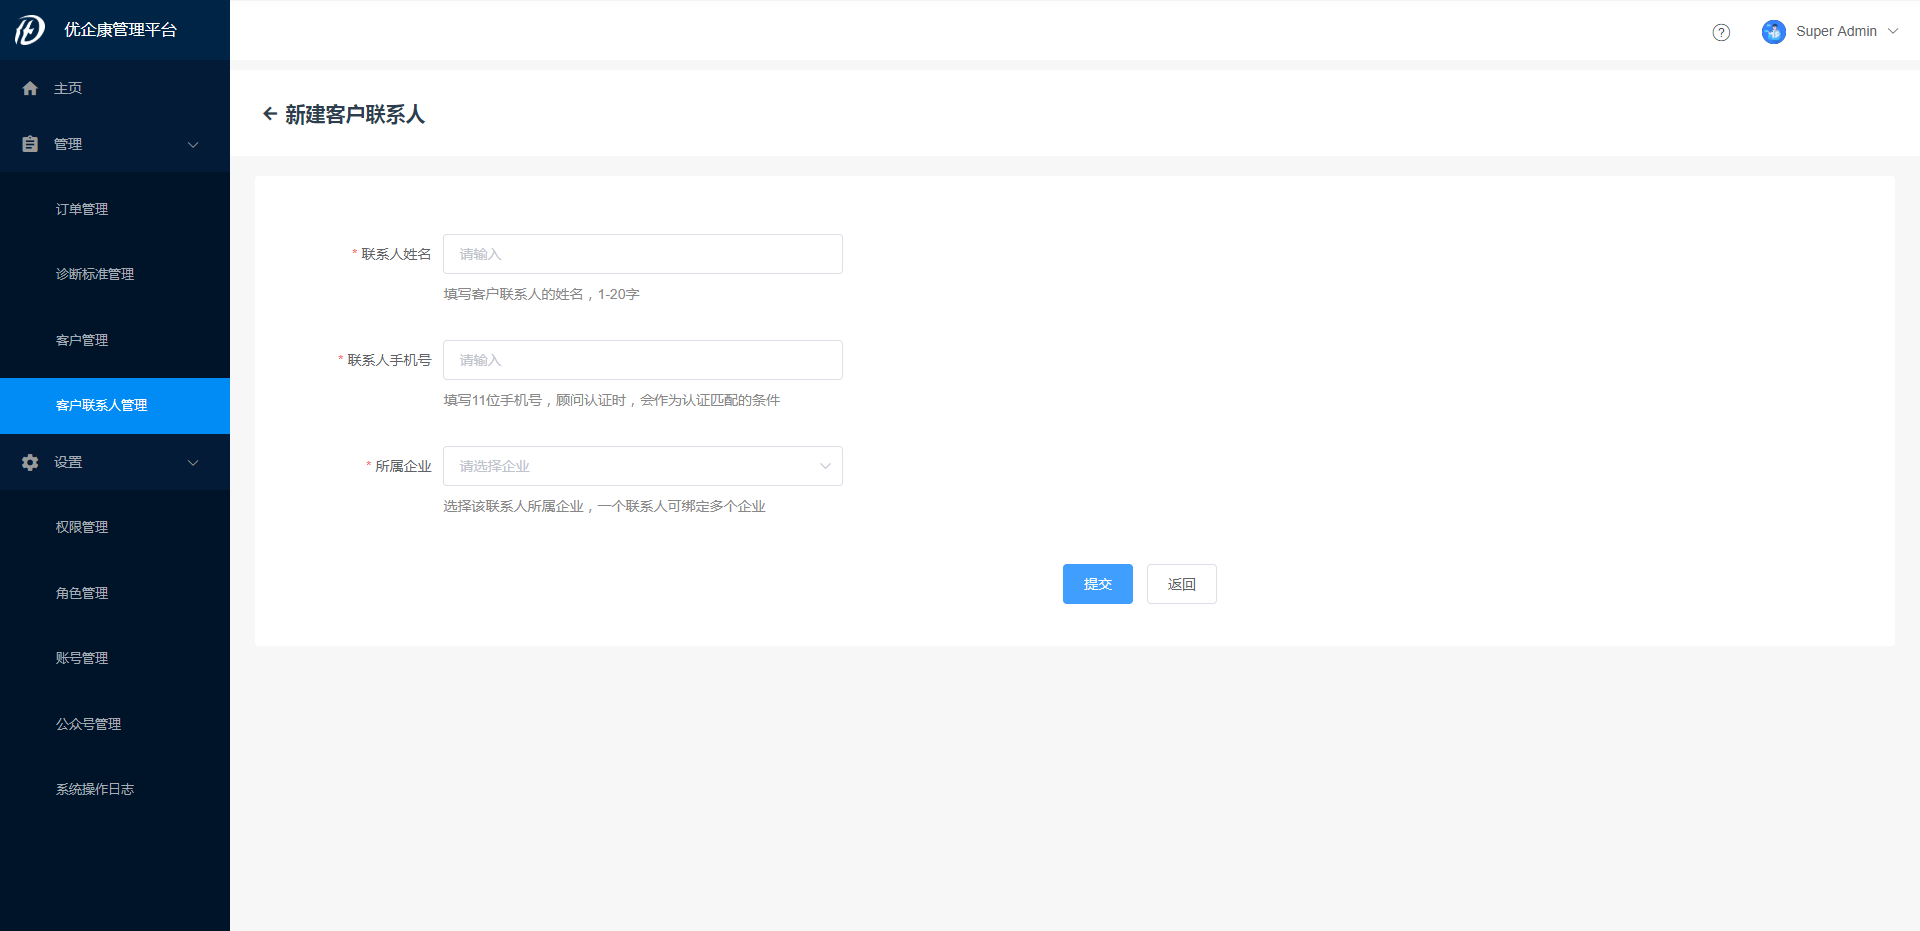 优企康管理平台
? Super Admin
主页
管理
订单管理
诊断标准管理
客户管理
客户联系人管理
设置
权限管理
角色管理
账号管理
公众号管理
系统操作日志
新建客户联系人
* 联系人姓名 请输入
填写客户联系人的姓名，1-20字
* 联系人手机号 请输入
填写11位手机号，顾问认证时，会作为认证匹配的条件
* 所属企业 请选择企业
选择该联系人所属企业，一个联系人可绑定多个企业
提交 返回